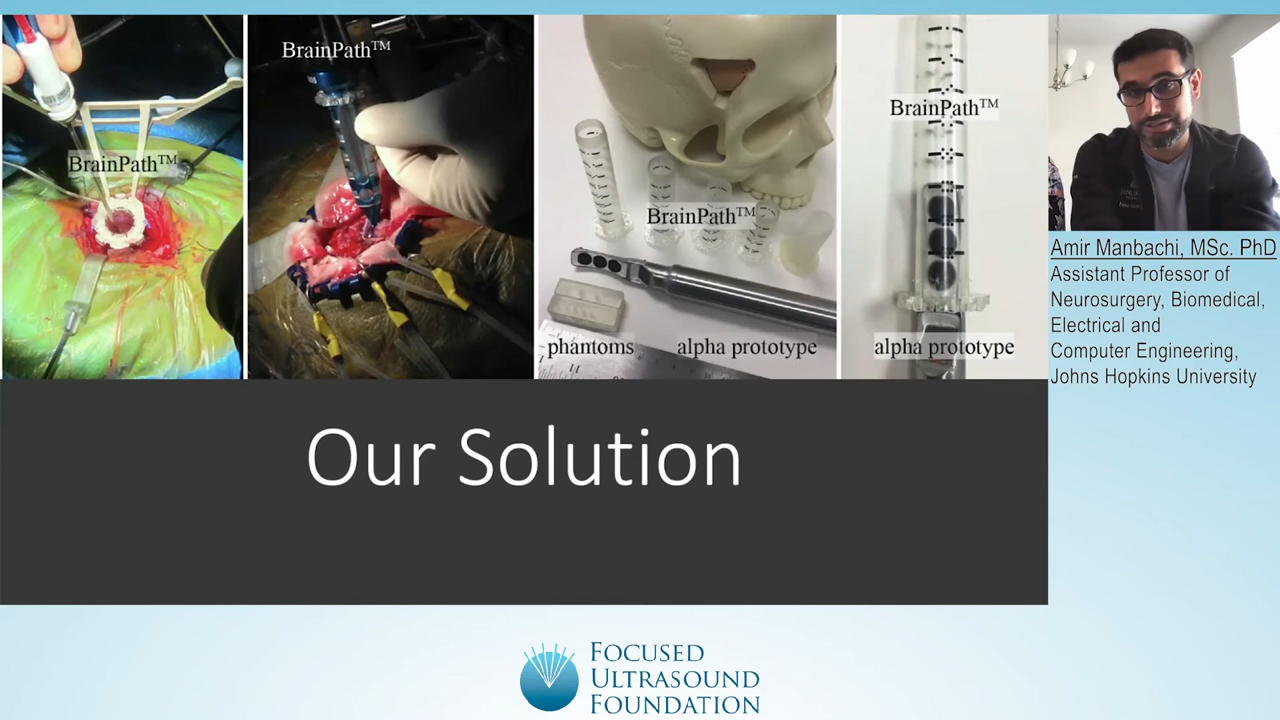 BrainPath™
BrainPath™
BrainPath™
phantoms
alpha prototype
BrainPath™
alpha prototype
Our Solution
Amir Manbachi, MSc. PhD
Assistant Professor of
Neurosurgery, Biomedical,
Electrical and
Computer Engineering,
Johns Hopkins University
FOCUSED
ULTRASOUND
FOUNDATION